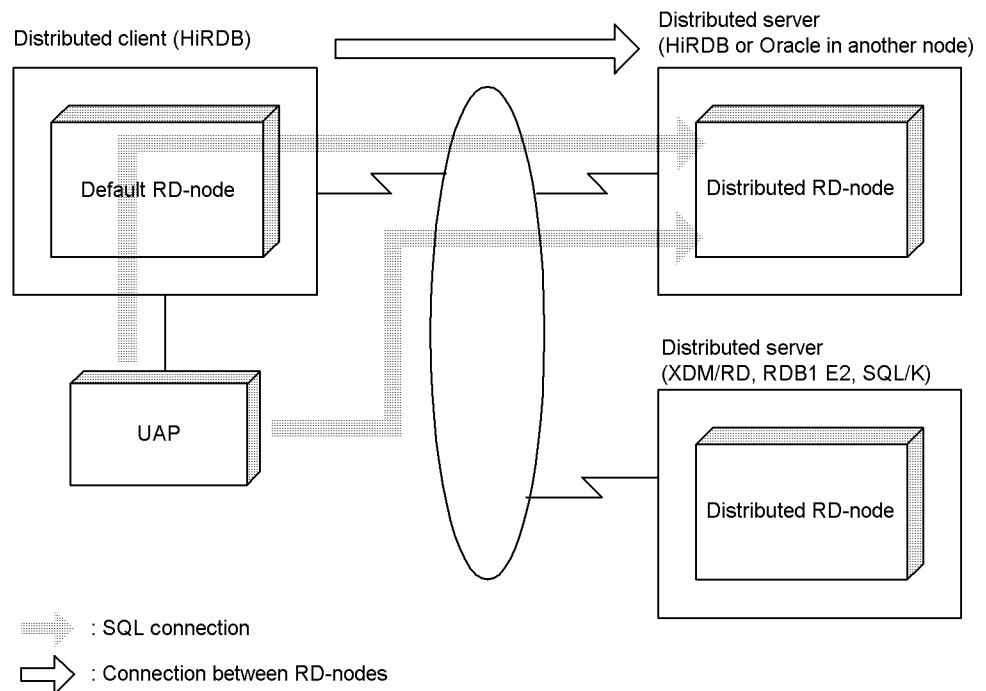 Distributed client (HiRDB)
Distributed server
(HiRDB or Oracle in another node)
Default RD-node
Distributed RD-node
UAP
Distributed server
(XDM/RD, RDB1 E2, SQL/K)
Distributed RD-node
: SQL connection
: Connection between RD-nodes